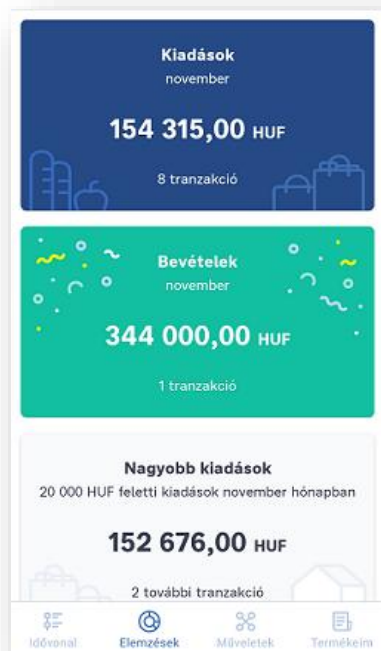 Kiadások
november
154 315,00 HUF
8 tranzakció
Bevételek
november
344 000,00 HUF
1 tranzakció
Nagyobb kiadások
20 000 HUF feletti kiadások november hónapban
152 676,00 HUF
2 további tranzakció
Idővonal Elemzések Műveletek Termékeim